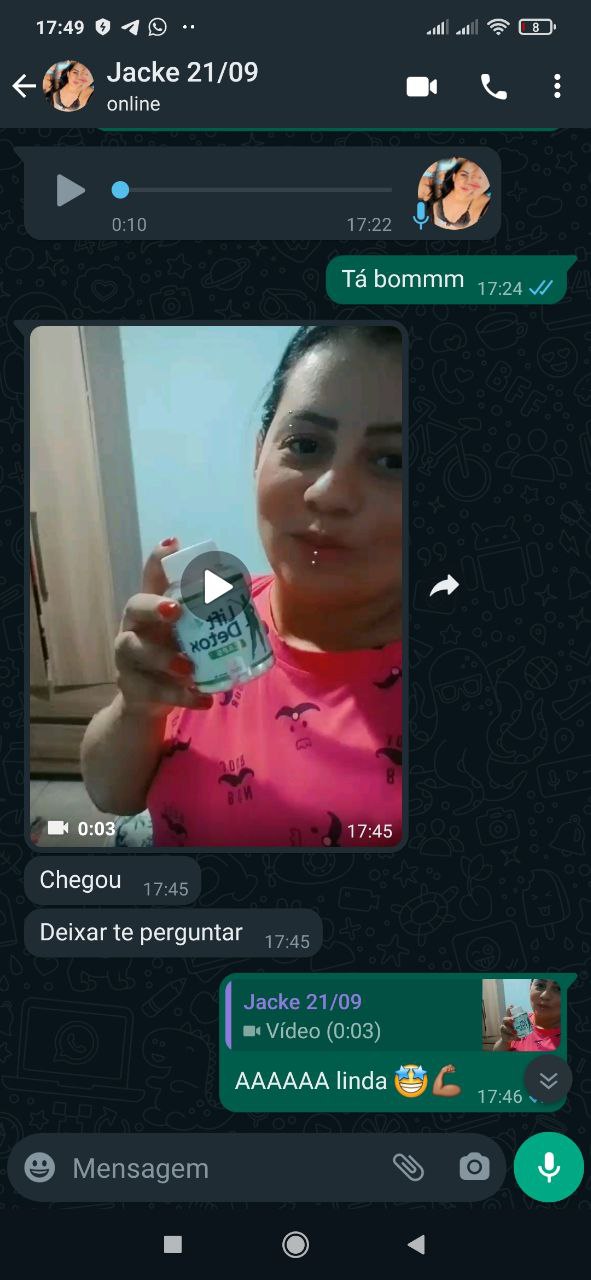 17:49
8
Jacke 21/09
online
0:10
17:22
Tá bommm 17:24
Lift
Detox
CAPS
0:03
17:45
Chegou 17:45
Deixar te perguntar 17:45
Jacke 21/09
Vídeo (0:03)
AAAAAA linda 🤩💪🏽 17:46
Mensagem